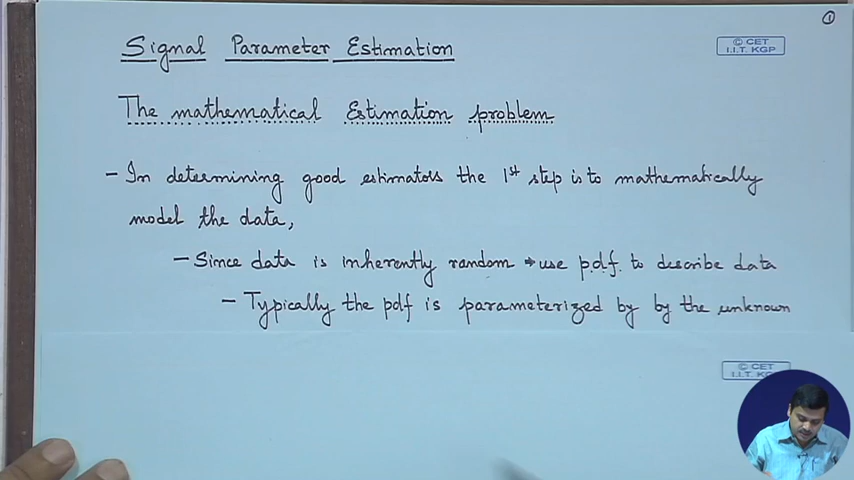 ①
© CET
I.I.T. KGP
Signal Parameter Estimation
The mathematical Estimation problem
- In determining good estimators the 1st step is to mathematically
model the data,
- Since data is inherently random → use p.d.f. to describe data
- Typically the pdf is parameterized by by the unknown
© CET
I.I.T. KGP